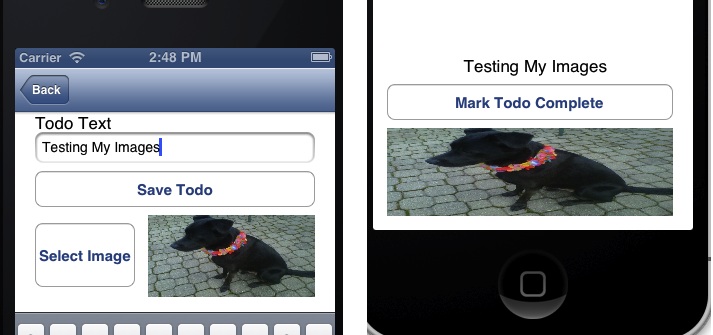 Carrier 2:48 PM
Back
Todo Text
Testing My Images
Save Todo
Select Image
Testing My Images
Mark Todo Complete